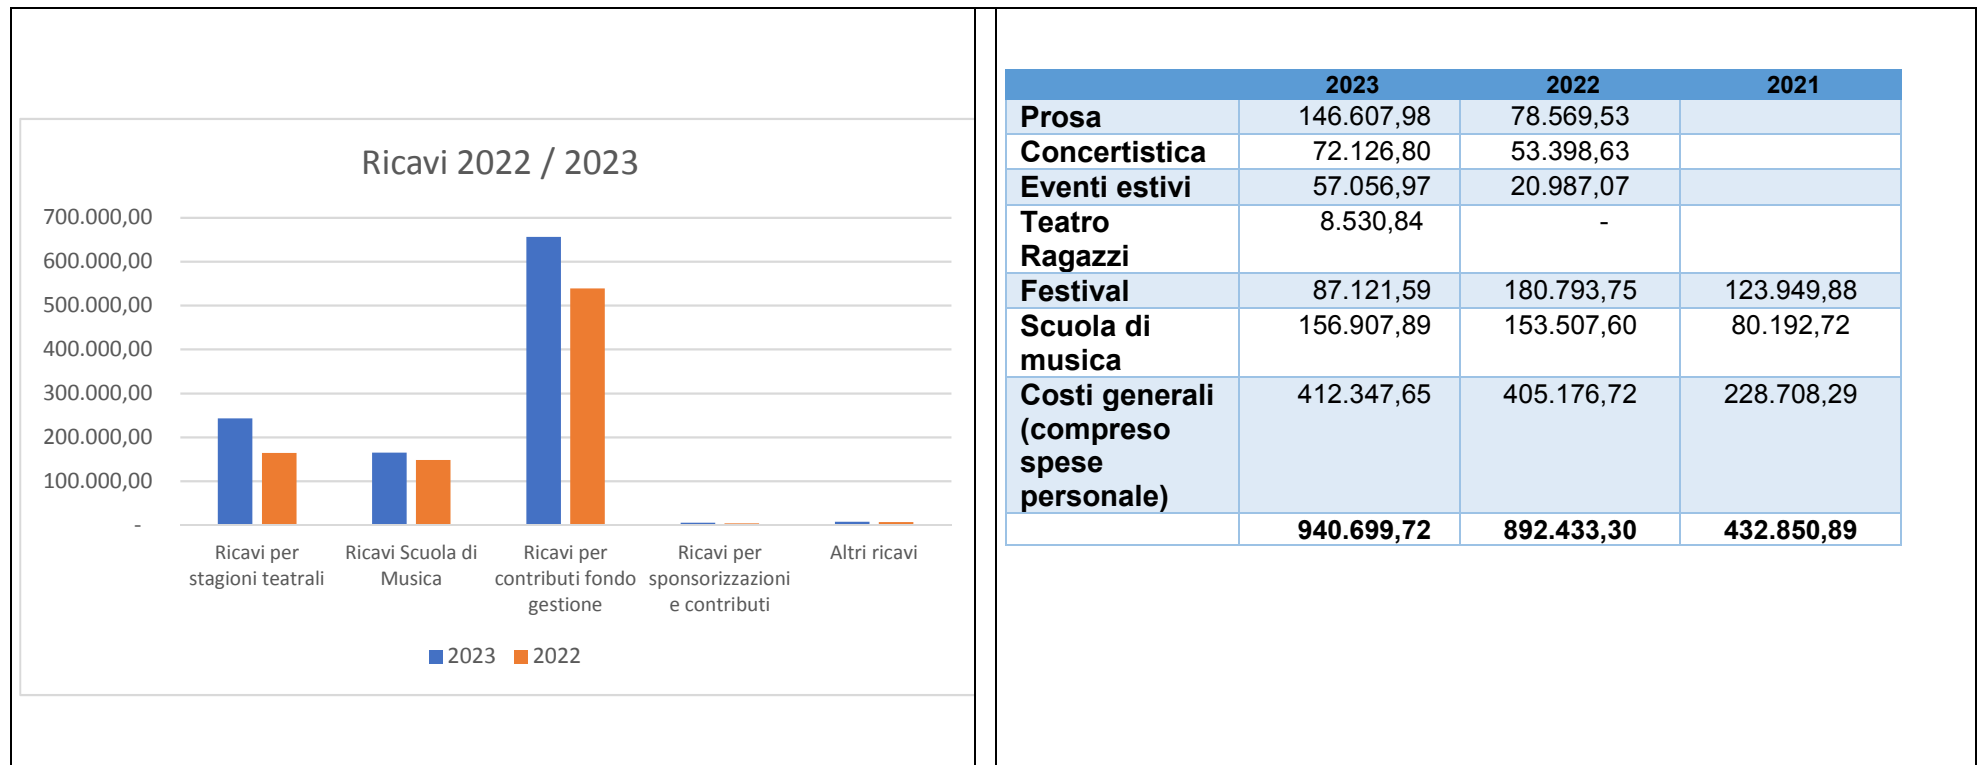 Ricavi 2022 / 2023
700.000,00
600.000,00
500.000,00
400.000,00
300.000,00
200.000,00
100.000,00
-
Ricavi per
stagioni teatrali
Ricavi Scuola di
Musica
Ricavi per
contributi fondo
gestione
Ricavi per
sponsorizzazioni
e contributi
Altri ricavi
2023 2022
2023 2022 2021
Prosa 146.607,98 78.569,53
Concertistica 72.126,80 53.398,63
Eventi estivi 57.056,97 20.987,07
Teatro 8.530,84 -
Ragazzi
Festival 87.121,59 180.793,75 123.949,88
Scuola di 156.907,89 153.507,60 80.192,72
musica
Costi generali 412.347,65 405.176,72 228.708,29
(compreso
spese
personale)
940.699,72 892.433,30 432.850,89